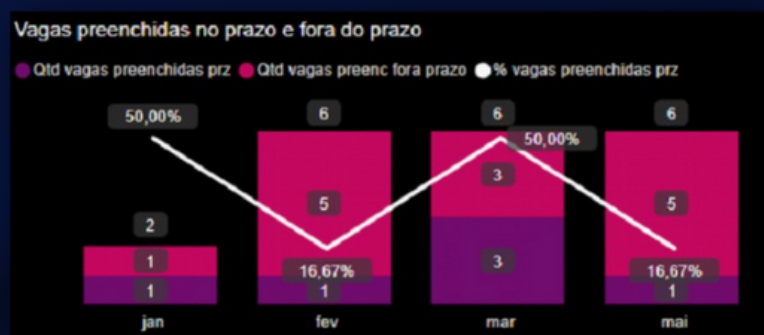 Vagas preenchidas no prazo e fora do prazo
Qtd vagas preenchidas prz Qtd vagas preenc fora prazo % vagas preenchidas prz
50,00% 6 6 6
50,00%
3
5 5
2
1 16,67% 3 16,67%
1 1 1
jan fev mar mai